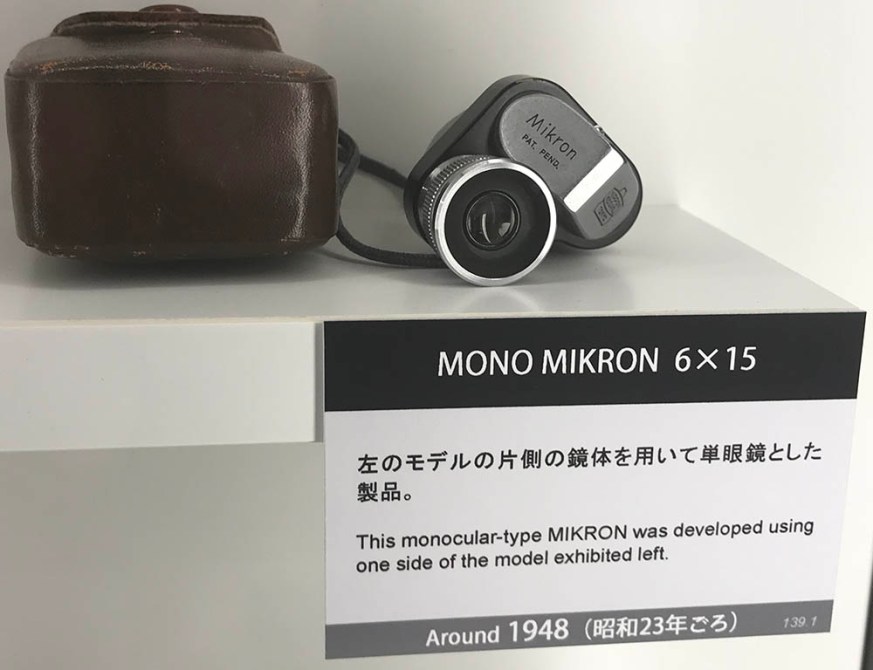 Mikron
PAT. PEND.
MONO MIKRON 6×15
左のモデルの片側の鏡体を用いて単眼鏡とした
製品。
This monocular-type MIKRON was developed using
one side of the model exhibited left.
Around 1948（昭和23年ごろ）
139.1